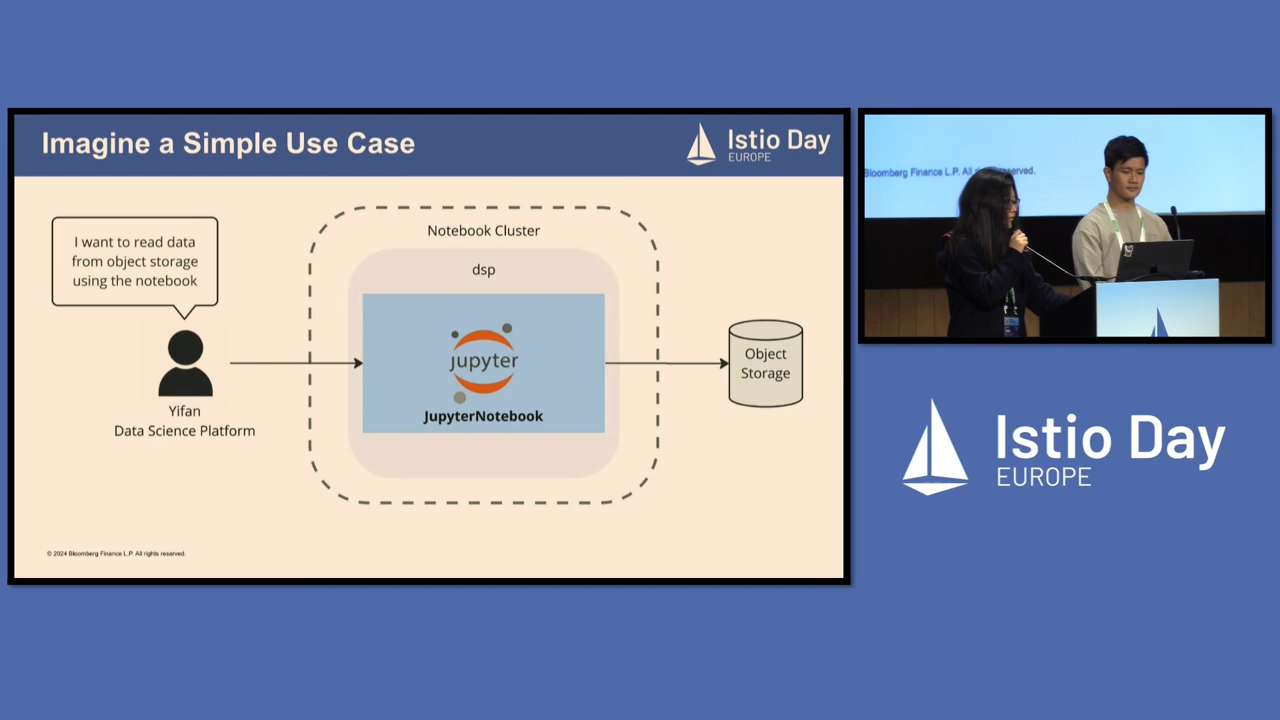 Imagine a Simple Use Case
Istio Day
EUROPE
I want to read data
from object storage
using the notebook
Yifan
Data Science Platform
Notebook Cluster
dsp
jupyter
JupyterNotebook
Object
Storage
© 2024 Bloomberg Finance L.P. All rights reserved.
Bloomberg Finance L.P. All reserved.
Istio Day
EUROPE